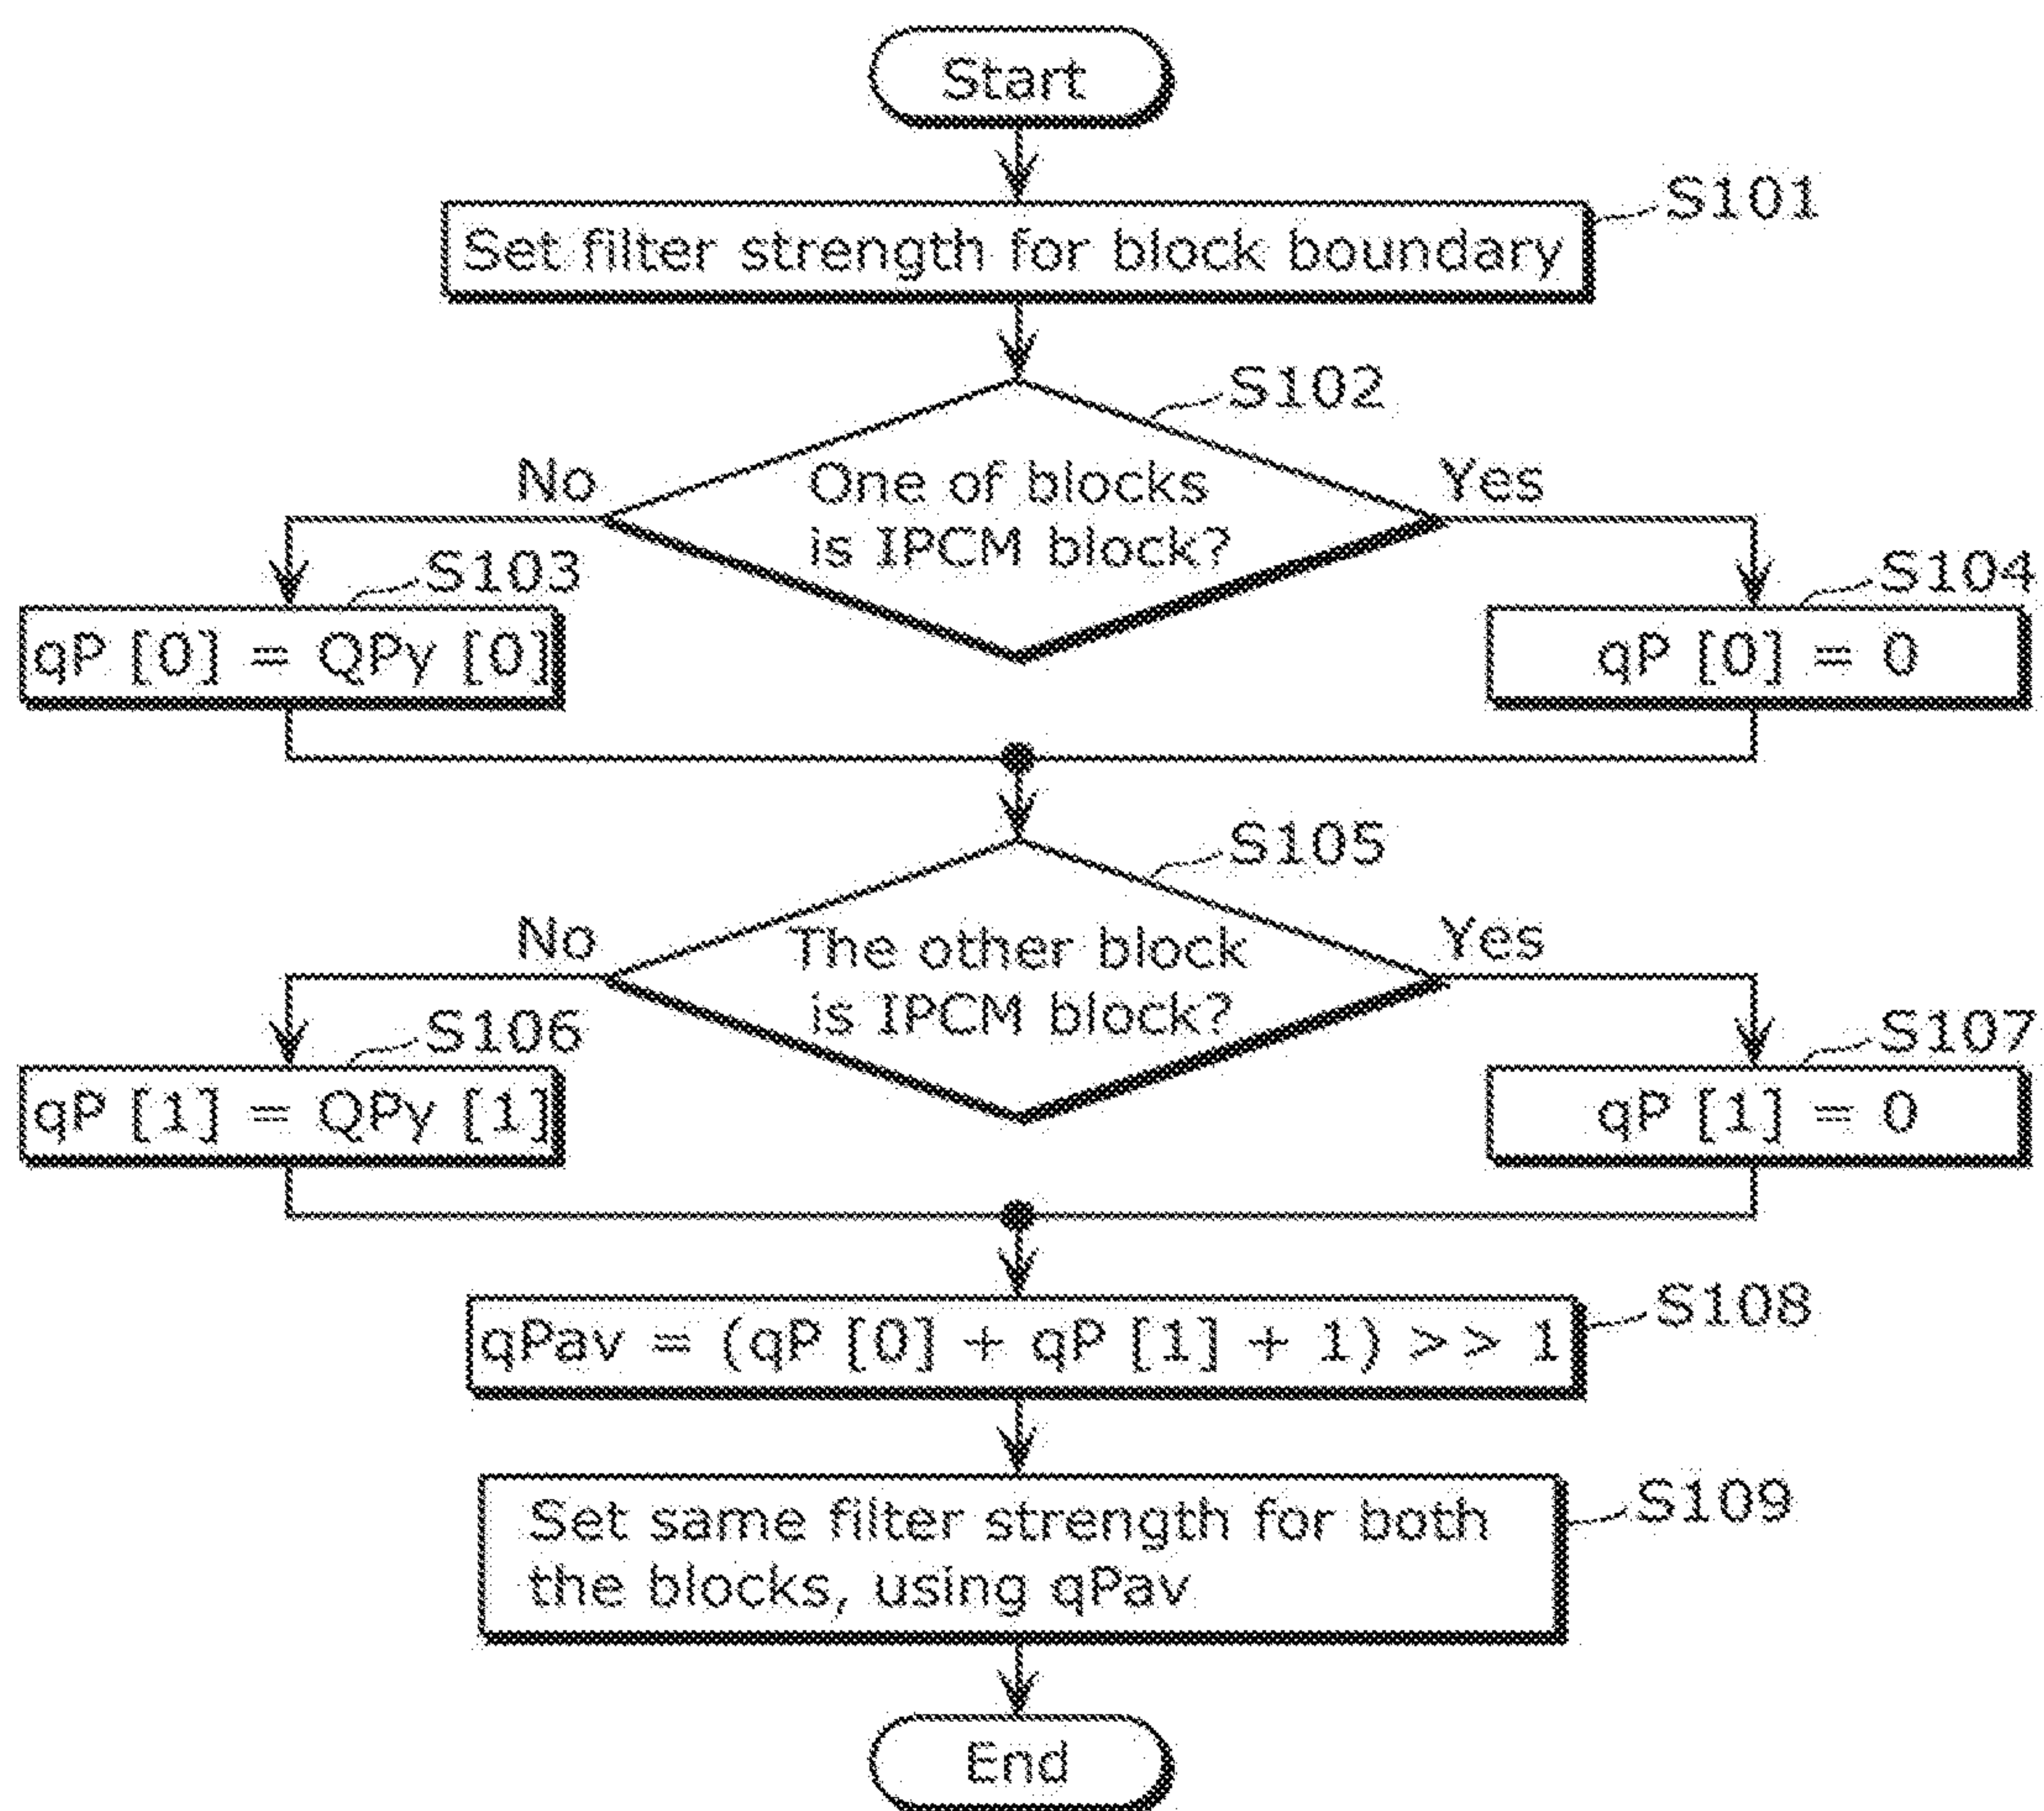 Start
S101
Set filter strength for block boundary
S102
No
One of blocks
is IPCM block?
Yes
S103
qP [0] = QPy [0]
S104
qP [0] = 0
S105
No
The other block
is IPCM block?
Yes
S106
qP [1] = QPy [1]
S107
qP [1] = 0
S108
qPav = (qP [0] + qP [1] + 1) >> 1
S109
Set same filter strength for both
the blocks, using qPav
End